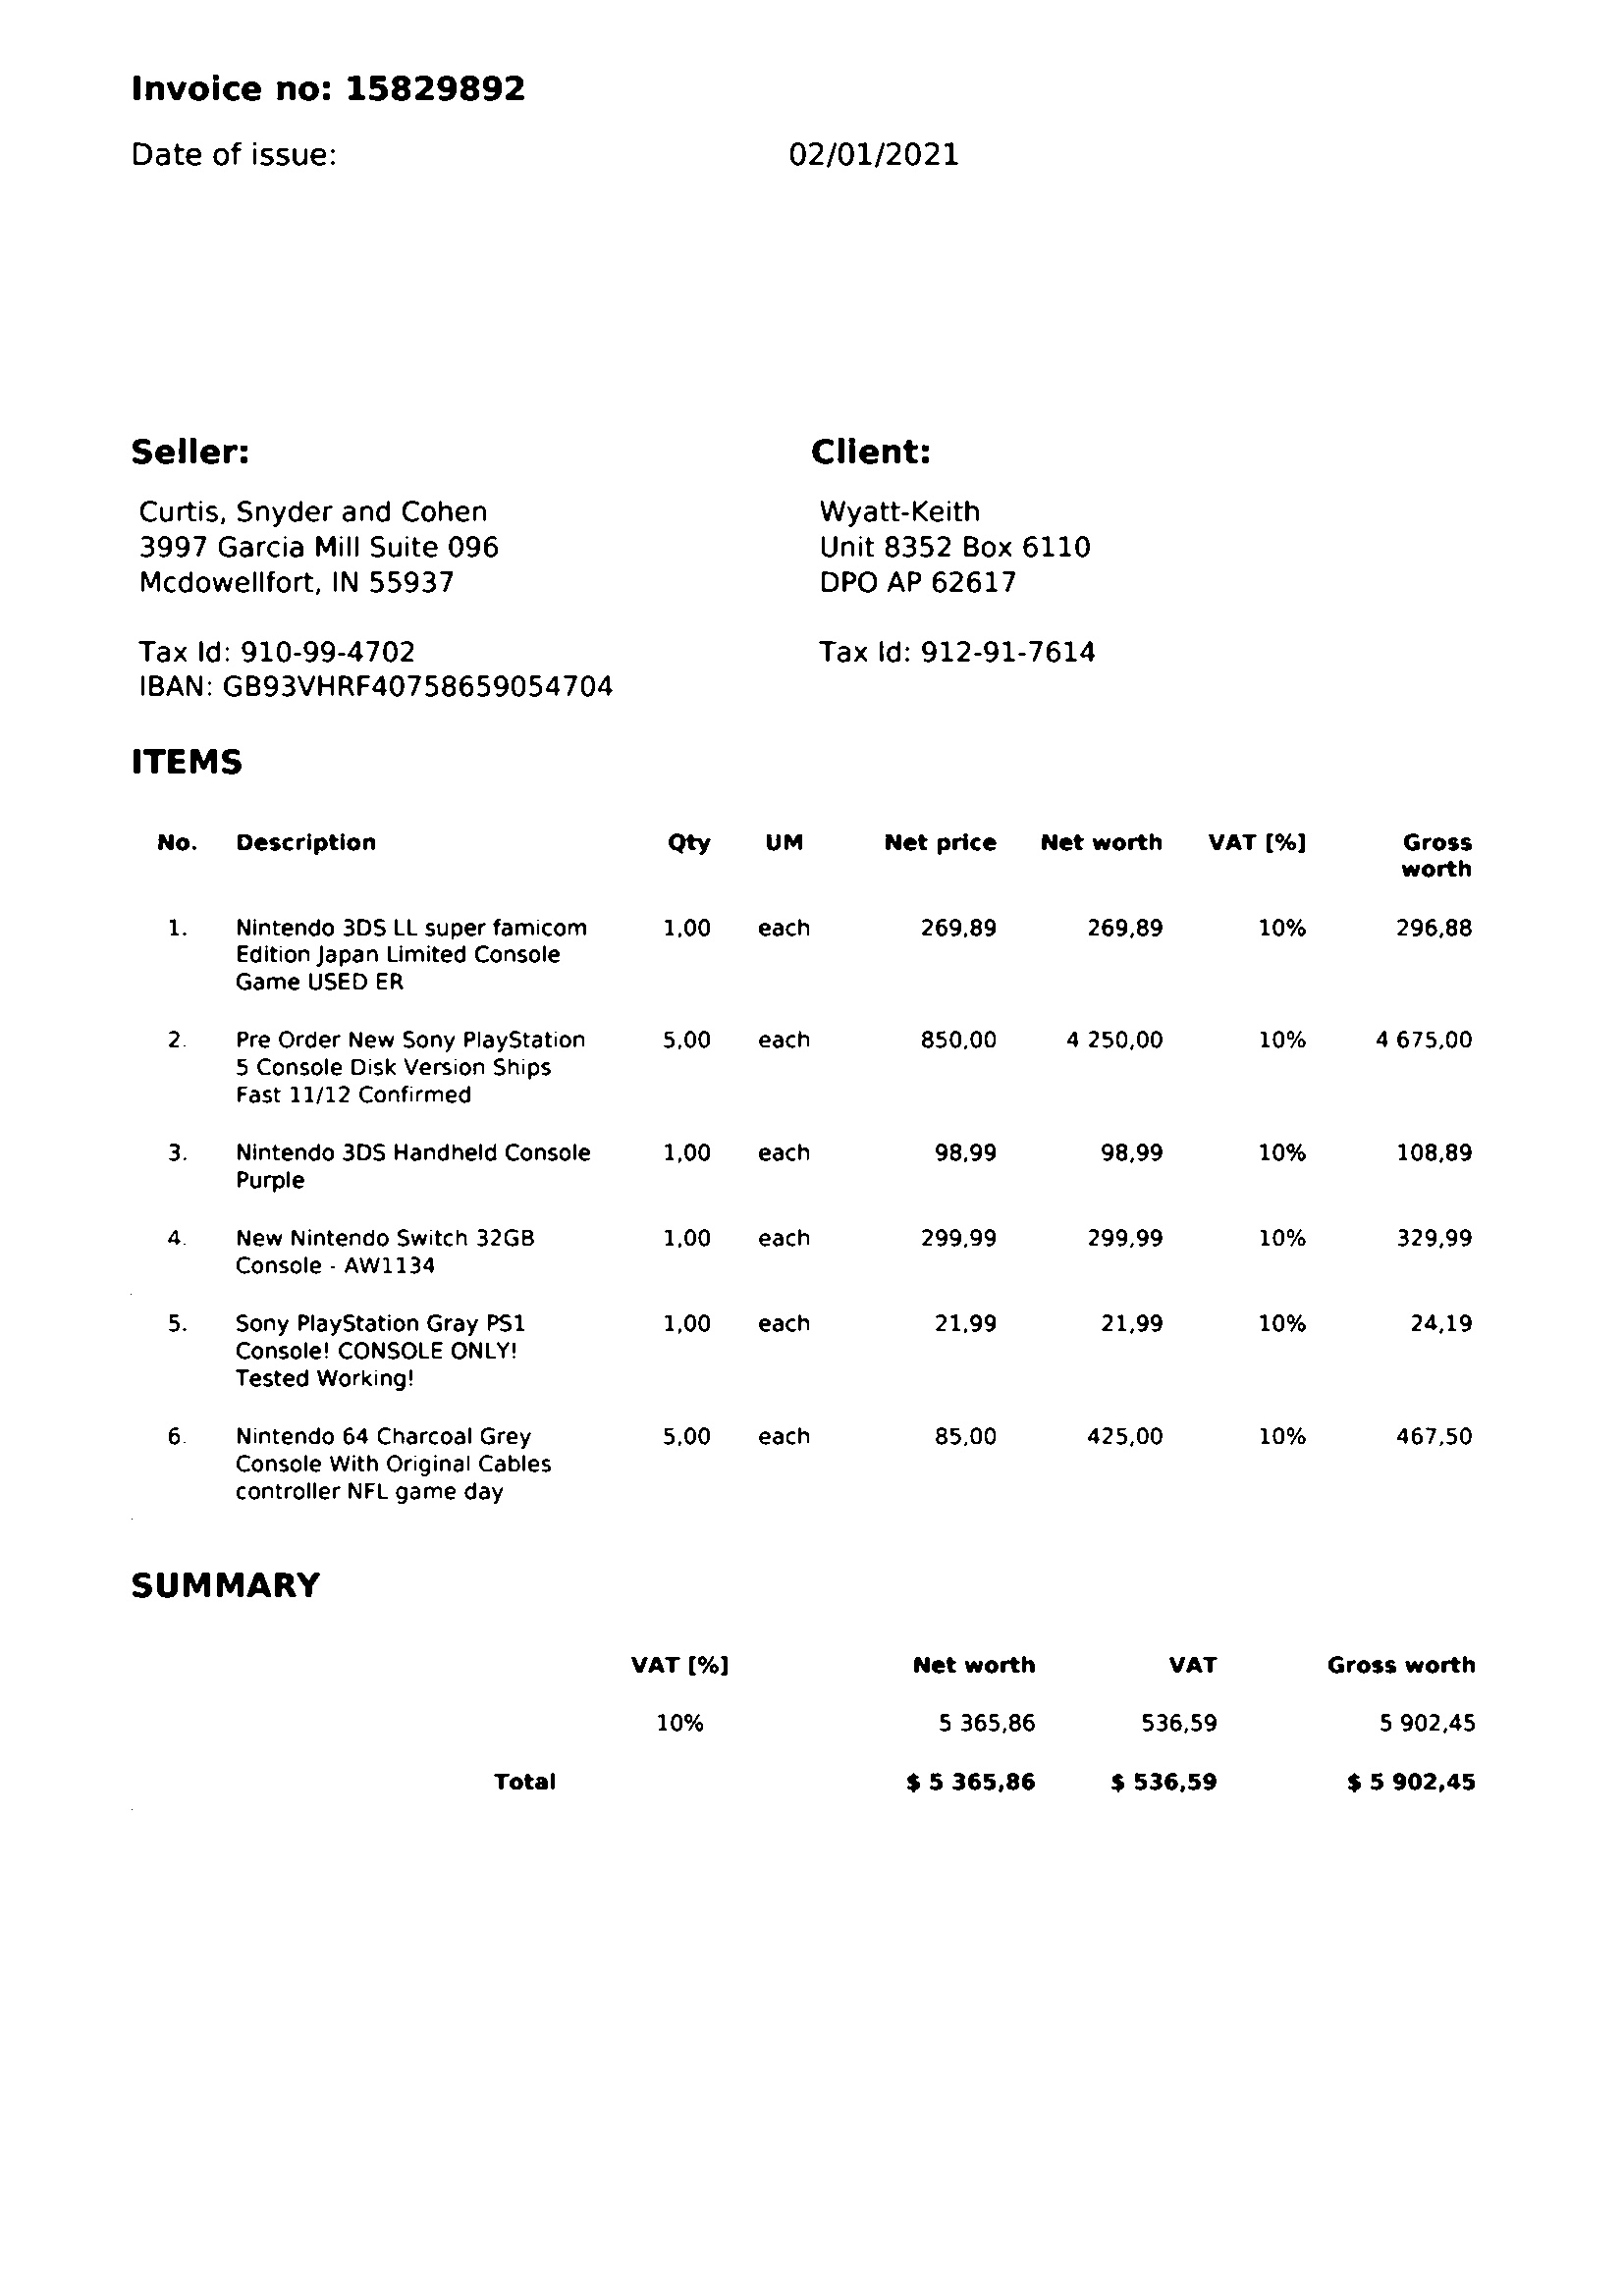 Invoice no: 15829892
Date of issue: 02/01/2021
Seller: Client:
Curtis, Snyder and Cohen Wyatt-Keith
3997 Garcia Mill Suite 096 Unit 8352 Box 6110
Mcdowellfort, IN 55937 DPO AP 62617
Tax Id: 910-99-4702 Tax Id: 912-91-7614
IBAN: GB93VHRF40758659054704
ITEMS
No. Description Qty UM Net price Net worth VAT [%] Gross
worth
1. Nintendo 3DS LL super famicom 1,00 each 269,89 269,89 10% 296,88
Edition Japan Limited Console
Game USED ER
2. Pre Order New Sony PlayStation 5,00 each 850,00 4 250,00 10% 4 675,00
5 Console Disk Version Ships
Fast 11/12 Confirmed
3. Nintendo 3DS Handheld Console 1,00 each 98,99 98,99 10% 108,89
Purple
4. New Nintendo Switch 32GB 1,00 each 299,99 299,99 10% 329,99
Console - AW1134
5. Sony PlayStation Gray PS1 1,00 each 21,99 21,99 10% 24,19
Console! CONSOLE ONLY!
Tested Working!
6. Nintendo 64 Charcoal Grey 5,00 each 85,00 425,00 10% 467,50
Console With Original Cables
controller NFL game day
SUMMARY
VAT [%] Net worth VAT Gross worth
10% 5 365,86 536,59 5 902,45
Total $ 5 365,86 $ 536,59 $ 5 902,45